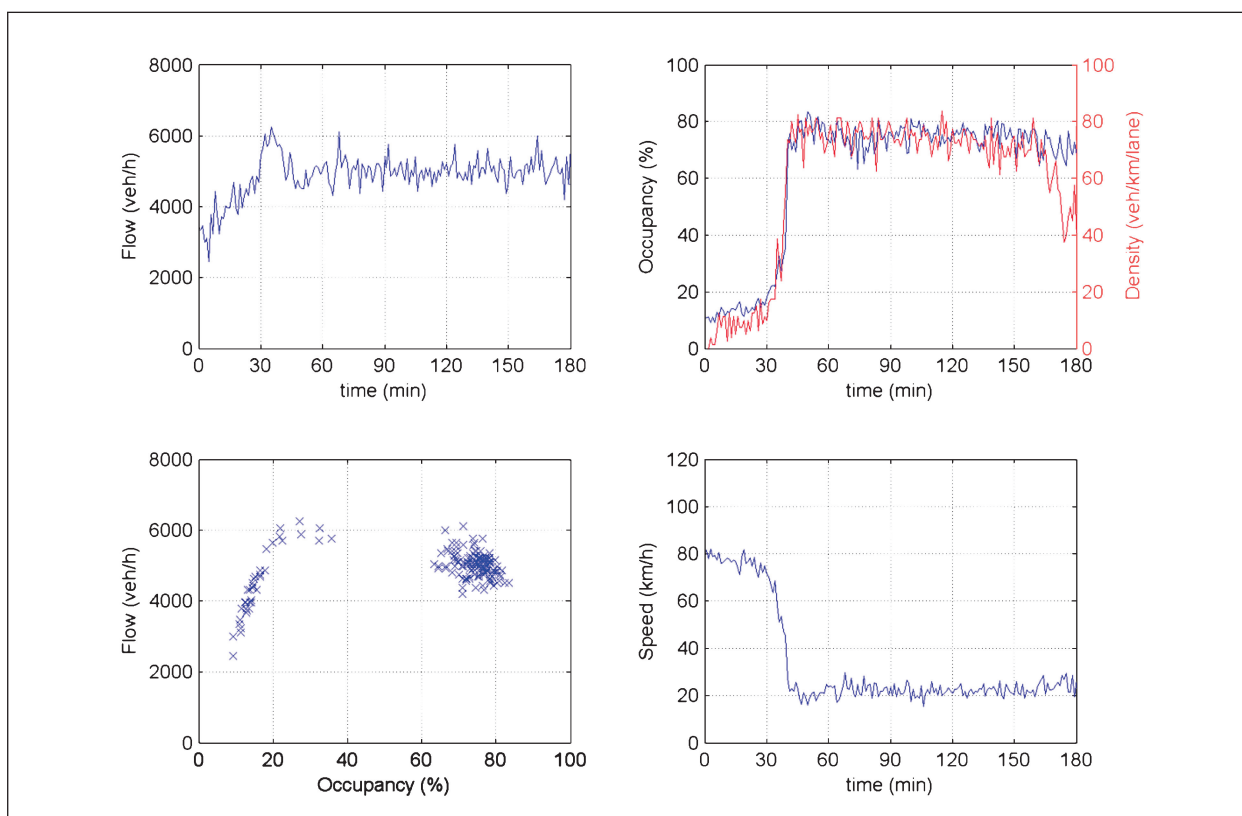 8000
6000
4000
2000
0
Flow (veh/h)
0 30 60 90 120 150 180
time (min)
100
80
60
40
20
0
Occupancy (%)
100
80
60
40
20
0
Density (veh/km/lane)
0 30 60 90 120 150 180
time (min)
8000
6000
4000
2000
0
Flow (veh/h)
0 20 40 60 80 100
Occupancy (%)
120
100
80
60
40
20
0
Speed (km/h)
0 30 60 90 120 150 180
time (min)